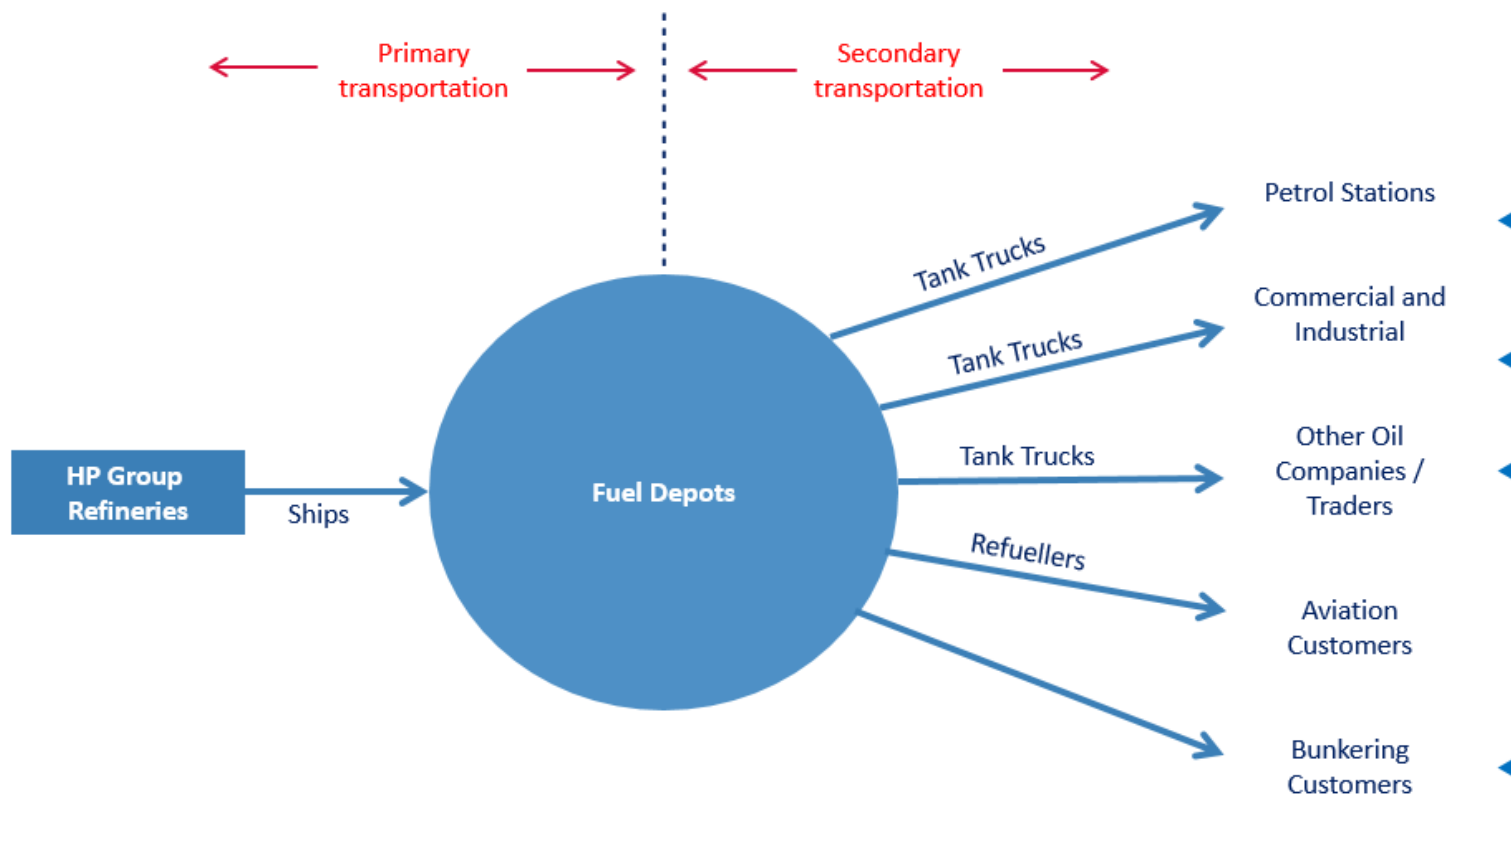 Primary
transportation
Secondary
transportation
Petrol Stations
Tank Trucks
Commercial and
Industrial
Tank Trucks
Other Oil
Companies /
Traders
Tank Trucks
HP Group
Refineries
Ships
Fuel Depots
Refuellers
Aviation
Customers
Bunkering
Customers